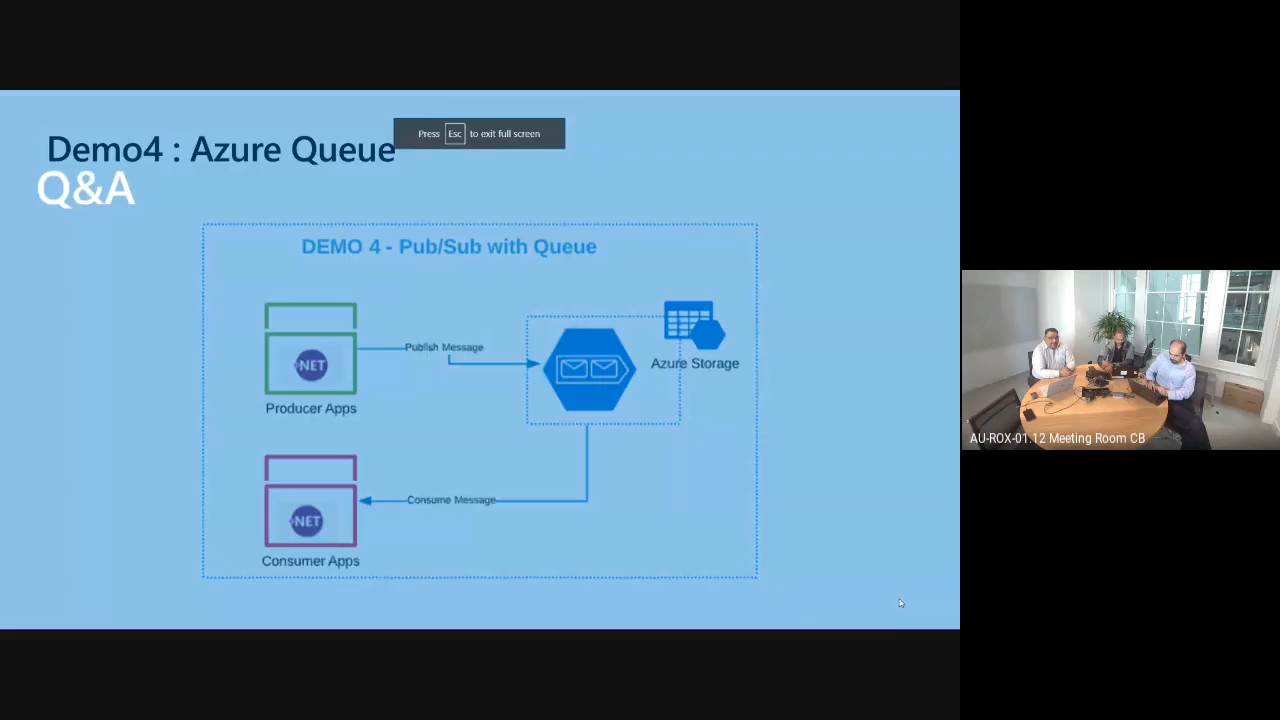 Press Esc to exit full screen
Demo4 : Azure Queue
Q&A
DEMO 4 - Pub/Sub with Queue
Publish Message
.NET
Azure Storage
Producer Apps
Consume Message
.NET
Consumer Apps
AU-ROX-01.12 Meeting Room CB